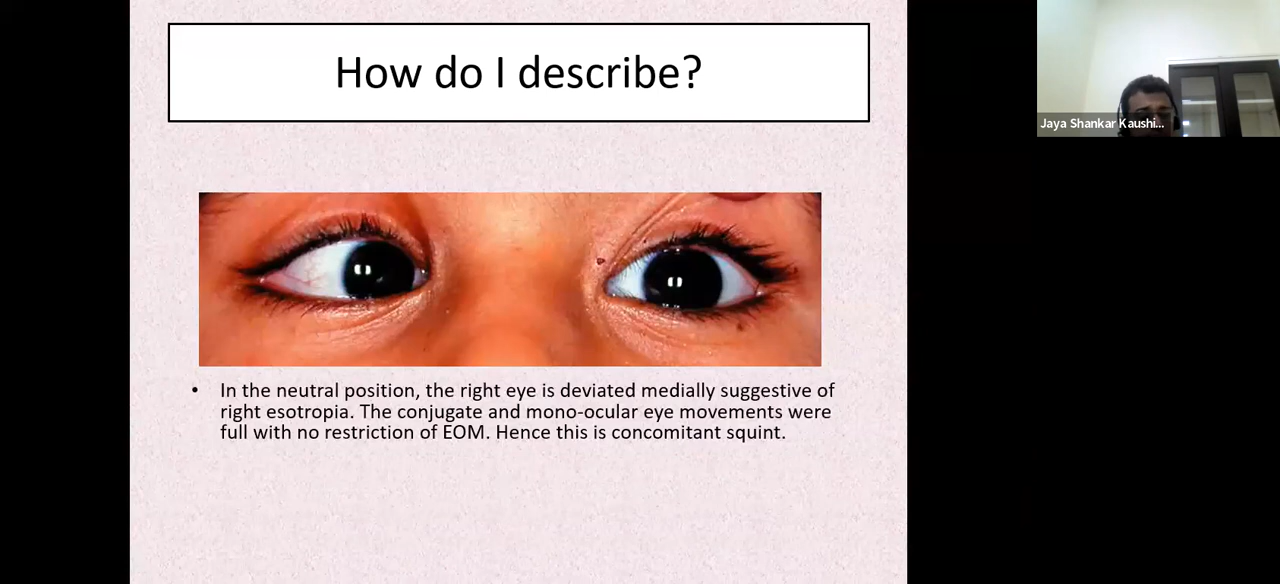 How do I describe?
Jaya Shankar Kaushi...
• In the neutral position, the right eye is deviated medially suggestive of
right esotropia. The conjugate and mono-ocular eye movements were
full with no restriction of EOM. Hence this is concomitant squint.